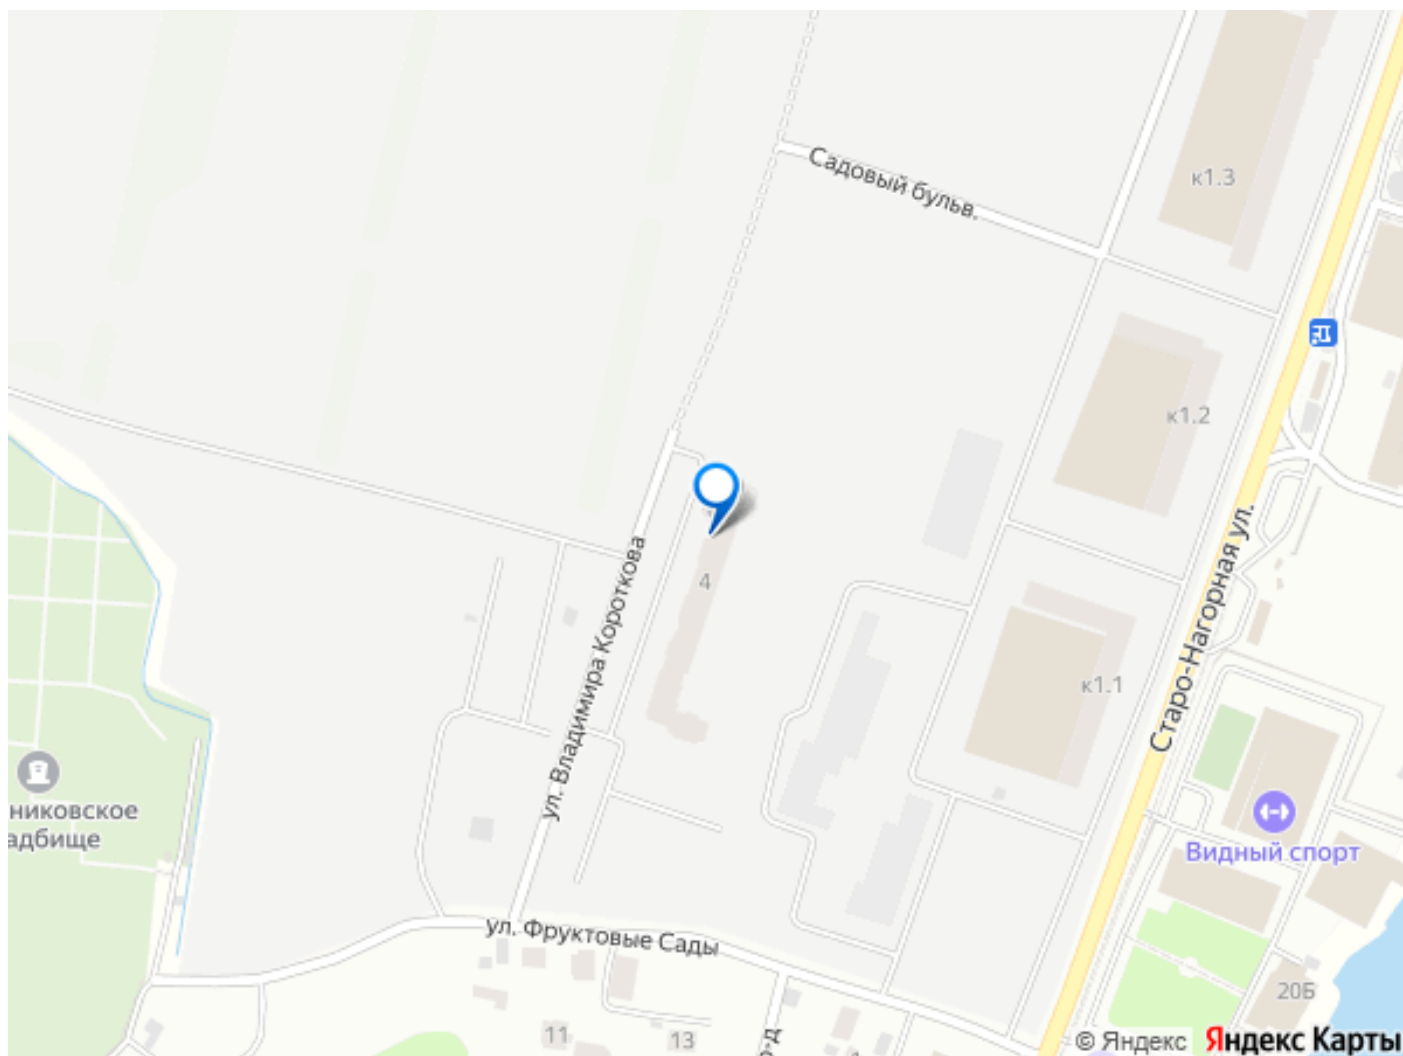 Садовый бульв.
к1.3
к1.2
ул. Владимира Короткова
4
Старо-Нагорная ул.
к1.1
никовское
адбище
Видный спорт
ул. Фруктовые Сады
20Б
11
13
р-д
© Яндекс Яндекс Карты